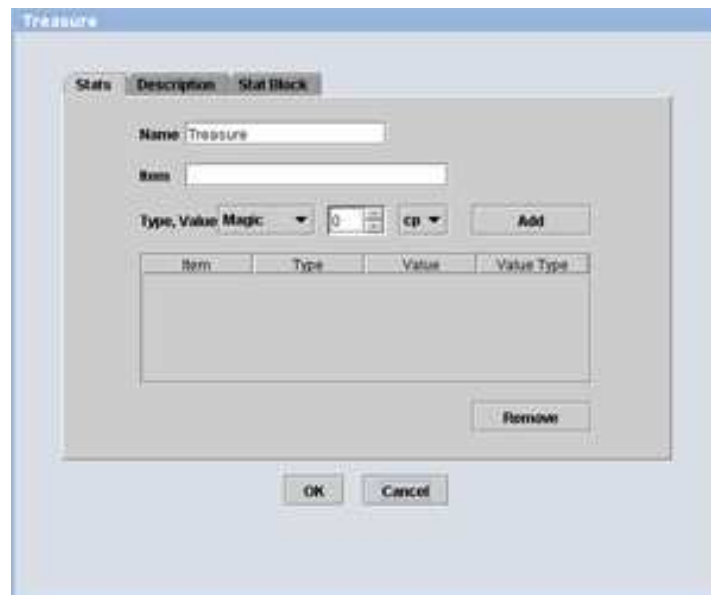 Treasure
Stats Description Stat Block
Name Treasure
Item
Type, Value Magic 0 cp Add
Item Type Value Value Type
Remove
OK Cancel